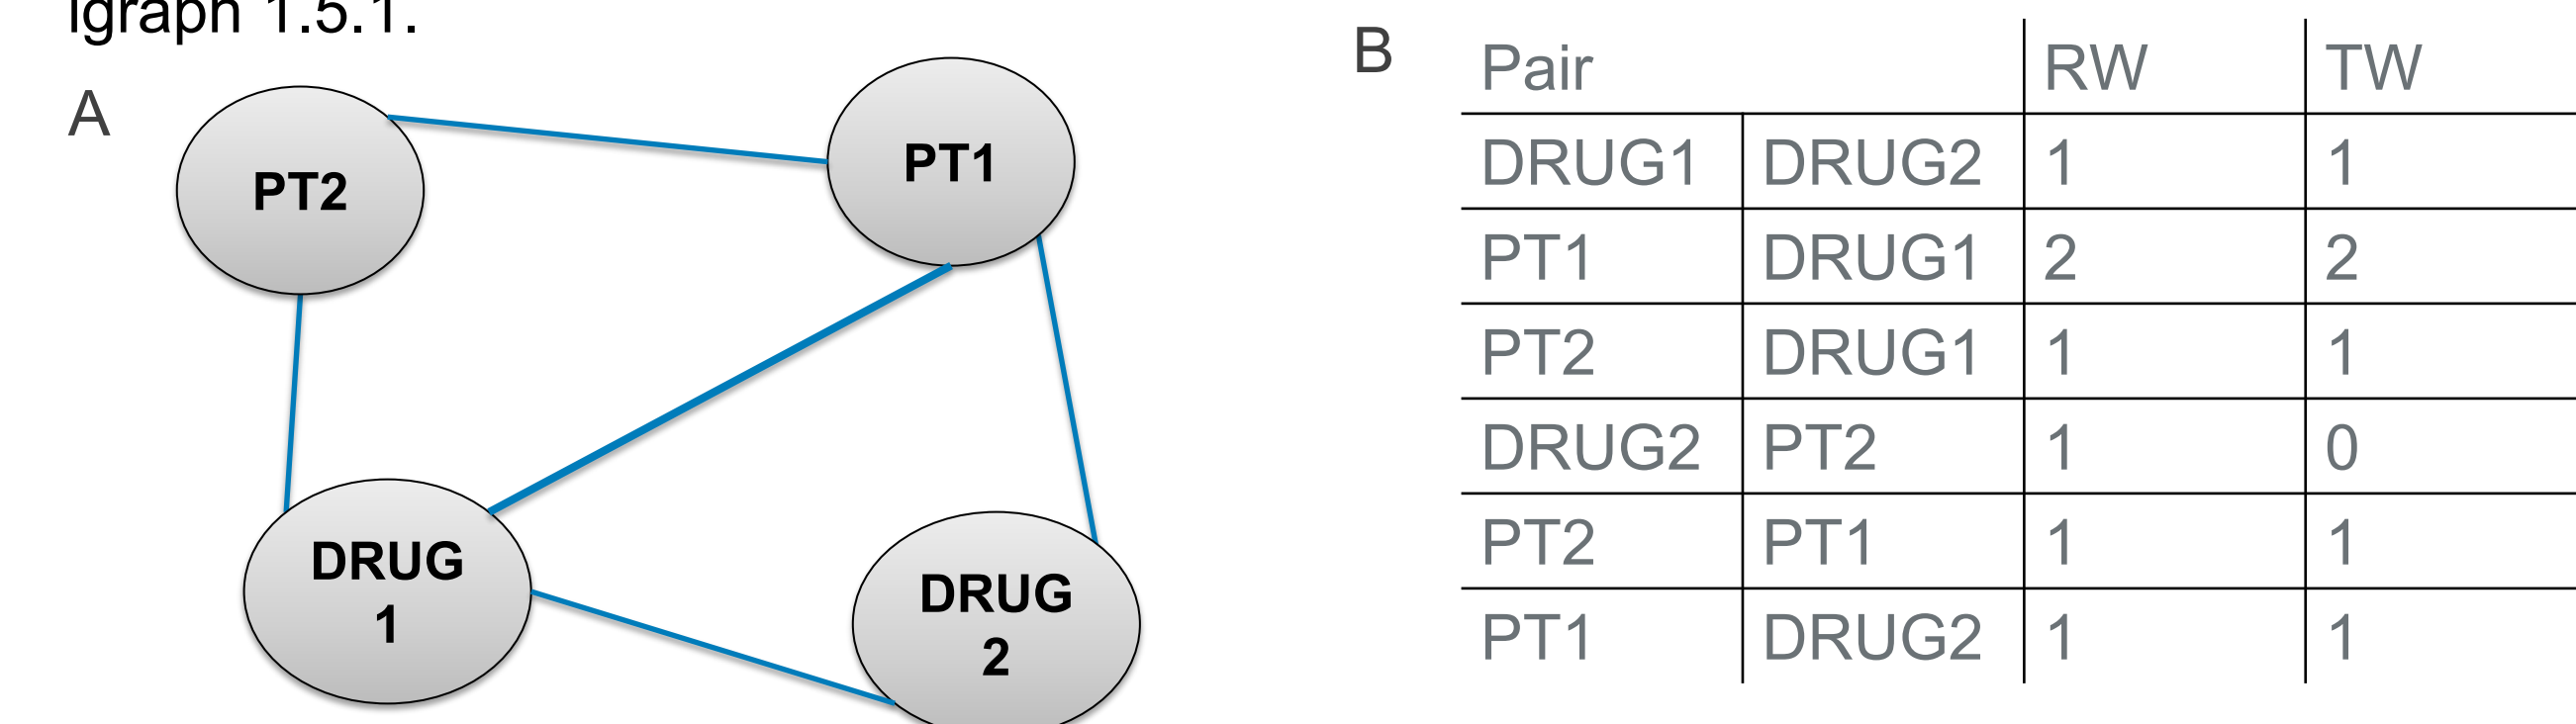 igraph 1.5.1.
A
PT2
PT1
DRUG
1
DRUG
2
B
Pair RW TW
DRUG1 DRUG2 1 1
PT1 DRUG1 2 2
PT2 DRUG1 1 1
DRUG2 PT2 1 0
PT2 PT1 1 1
PT1 DRUG2 1 1